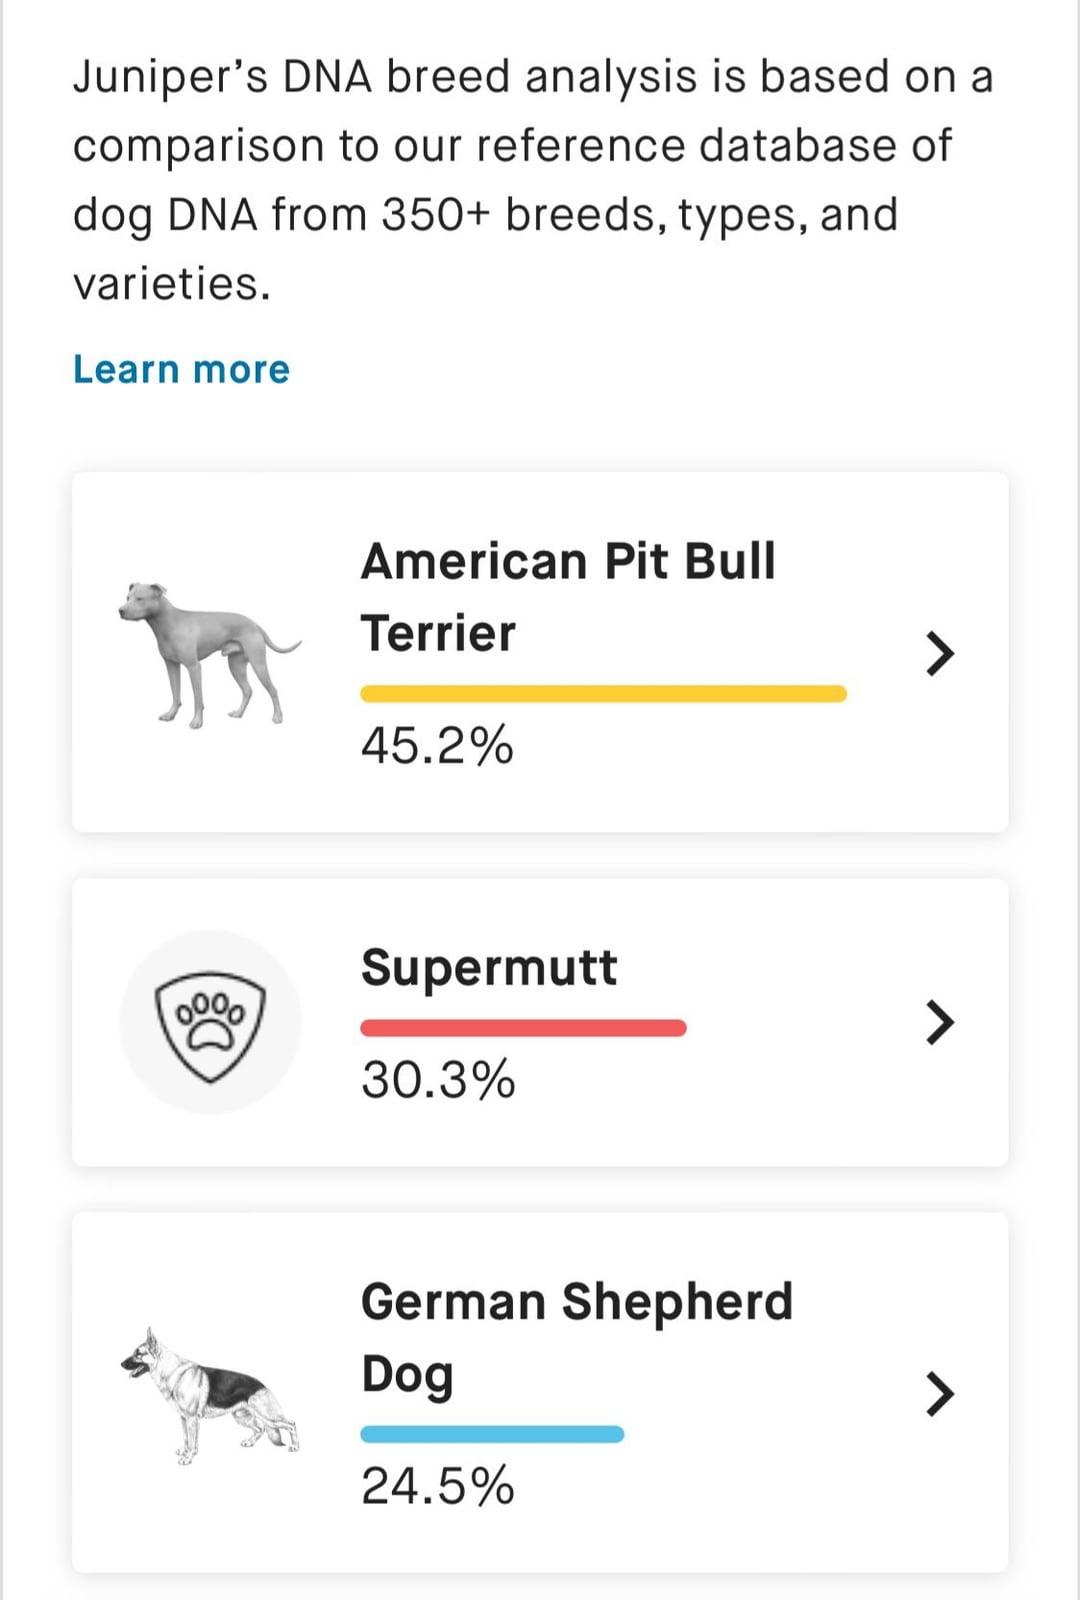 Juniper’s DNA breed analysis is based on a
comparison to our reference database of
dog DNA from 350+ breeds, types, and
varieties.
Learn more
American Pit Bull
Terrier
45.2%
Supermutt
30.3%
German Shepherd
Dog
24.5%